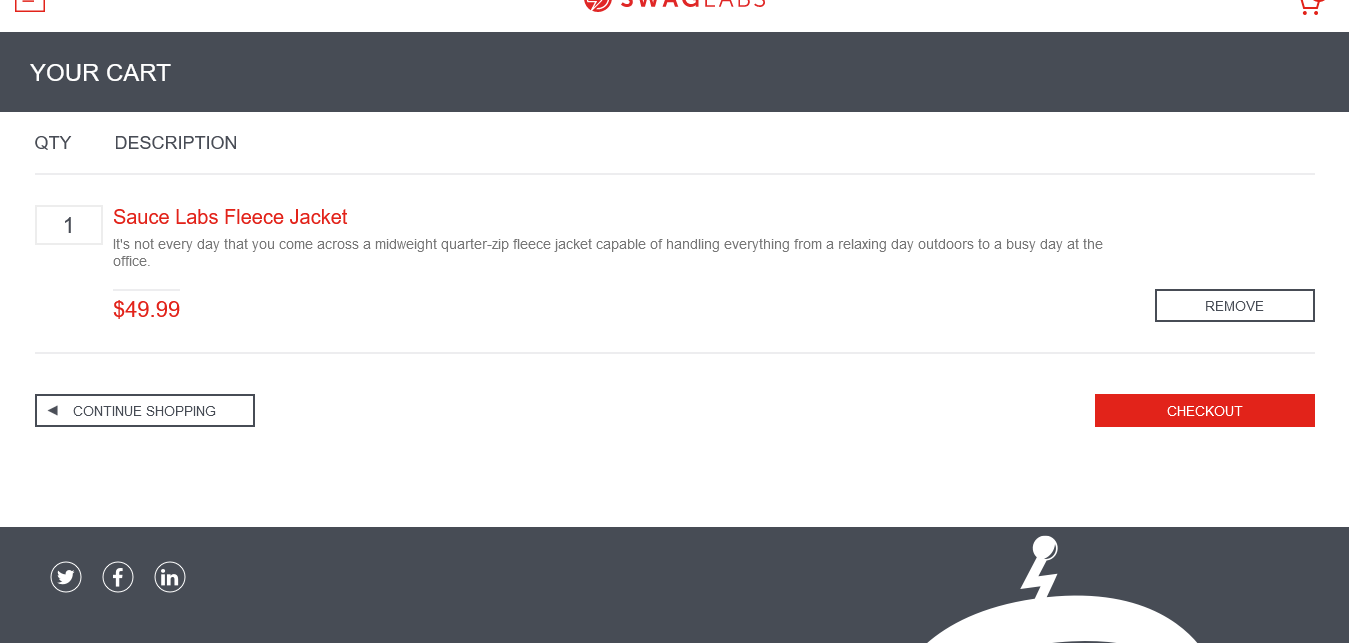 SWAGLABS
YOUR CART
QTY DESCRIPTION
1 Sauce Labs Fleece Jacket
It's not every day that you come across a midweight quarter-zip fleece jacket capable of handling everything from a relaxing day outdoors to a busy day at the
office.
$49.99 REMOVE
CONTINUE SHOPPING CHECKOUT